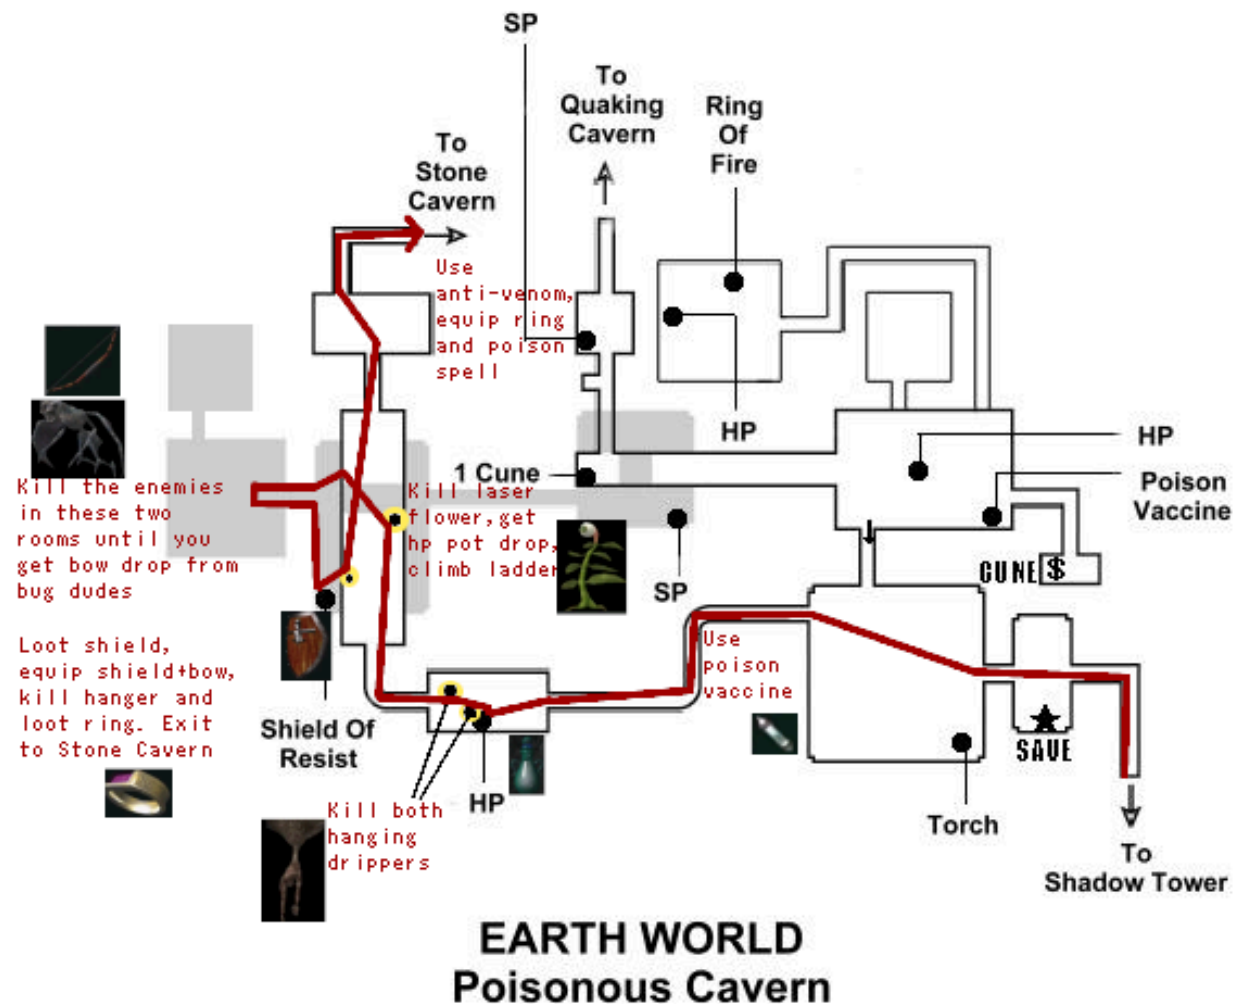 SP
To
Quaking
Cavern
Ring
Of
Fire
To
Stone
Cavern
Use
anti-venom,
equip ring
and poison
spell
HP
HP
1 Cune
Poison
Vaccine
Kill the enemies
in these two
rooms until you
get bow drop from
bug dudes
Kill laser
flower,get
hp pot drop,
climb ladder
SP
CUNE $
Loot shield,
equip shield+bow,
kill hanger and
loot ring. Exit
to Stone Cavern
Shield Of
Resist
Use
poison
vaccine
SAVE
HP
Kill both
hanging
drippers
Torch
To
Shadow Tower
EARTH WORLD
Poisonous Cavern